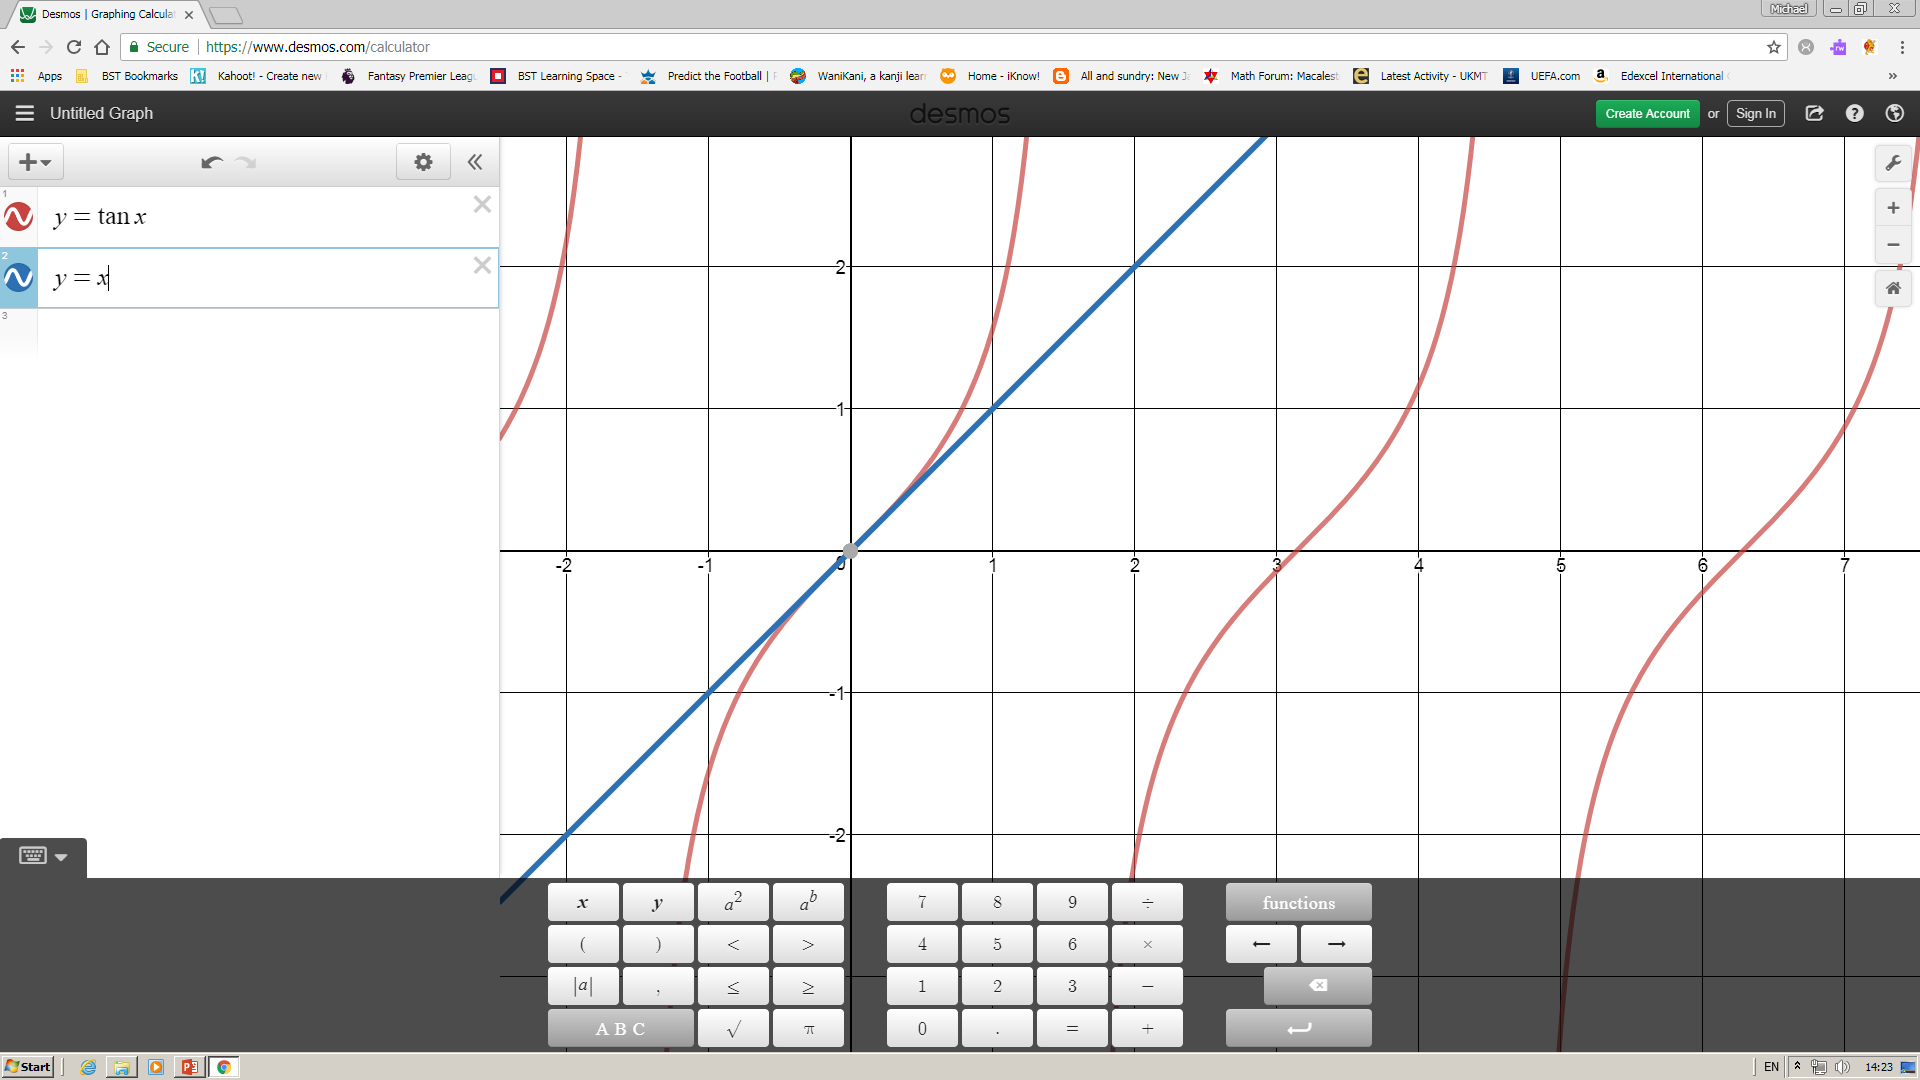 Desmos | Graphing Calcula
Michael
Secure https://www.desmos.com/calculator
Apps BST Bookmarks Kahoot! - Create new Fantasy Premier Leag BST Learning Space - Predict the Football | F WaniKani, a kanji lear Home - iKnow! All and sundry: New Ja Math Forum: Macalest Latest Activity - UKMT UEFA.com Edexcel International »
Untitled Graph desmos Create Account or Sign In
1
y = tan x
2
y = x
3
2
1
-2 -1 0 1 2 3 4 5 6 7
-1
-2
x y a² aᵇ 7 8 9 ÷ functions
( ) < > 4 5 6 × ← →
|a| , ≤ ≥ 1 2 3 −
A B C √ π 0 . = +
Start EN 14:23